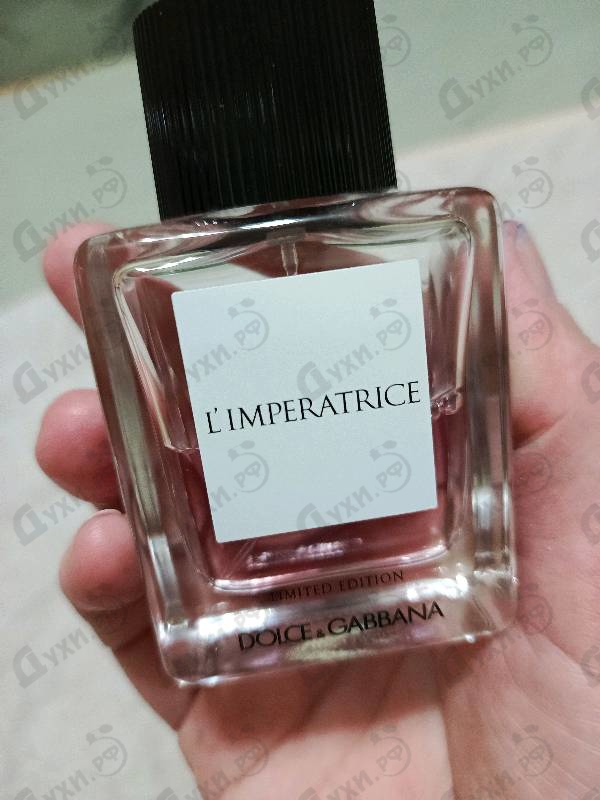 L'IMPERATRICE
LIMITED EDITION
DOLCE & GABBANA
Духи.РФ